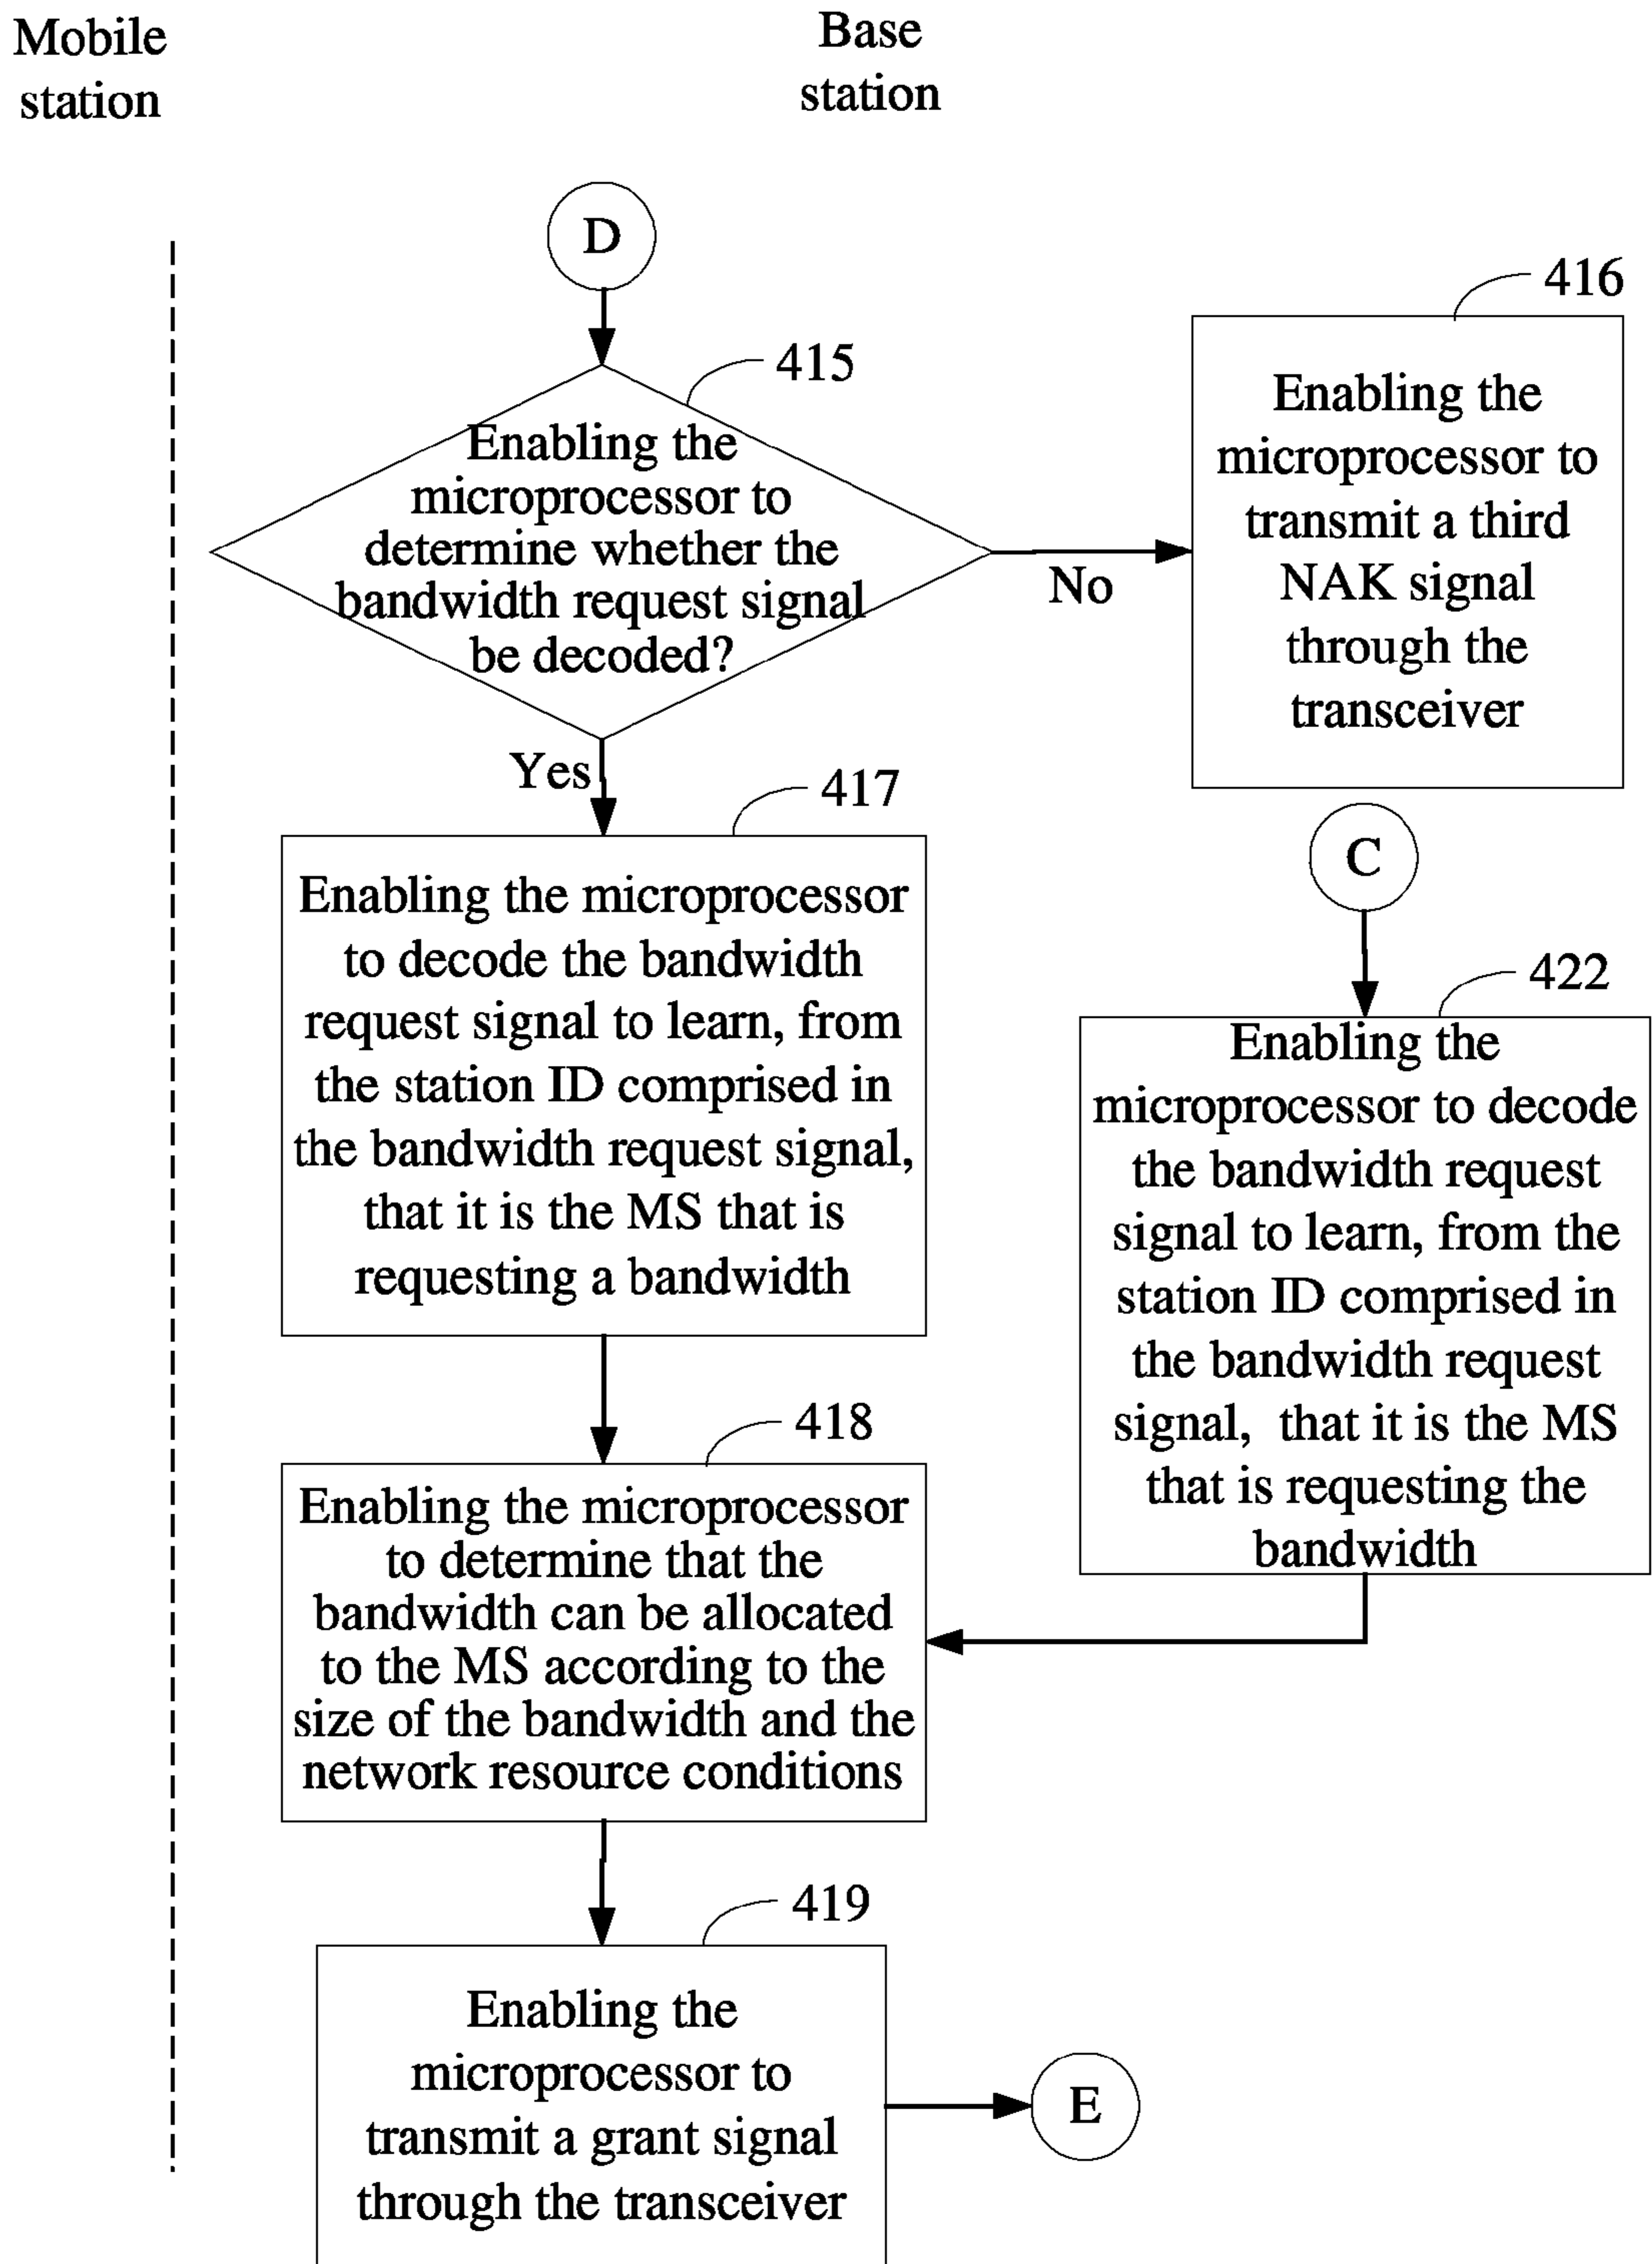 Mobile
station
Base
station
D
415
Enabling the
microprocessor to
determine whether the
bandwidth request signal
be decoded?
No
Yes
416
Enabling the
microprocessor to
transmit a third
NAK signal
through the
transceiver
417
Enabling the microprocessor
to decode the bandwidth
request signal to learn, from
the station ID comprised in
the bandwidth request signal,
that it is the MS that is
requesting a bandwidth
C
422
Enabling the
microprocessor to decode
the bandwidth request
signal to learn, from the
station ID comprised in
the bandwidth request
signal,  that it is the MS
that is requesting the
bandwidth
418
Enabling the microprocessor
to determine that the
bandwidth can be allocated
to the MS according to the
size of the bandwidth and the
network resource conditions
419
Enabling the
microprocessor to
transmit a grant signal
through the transceiver
E